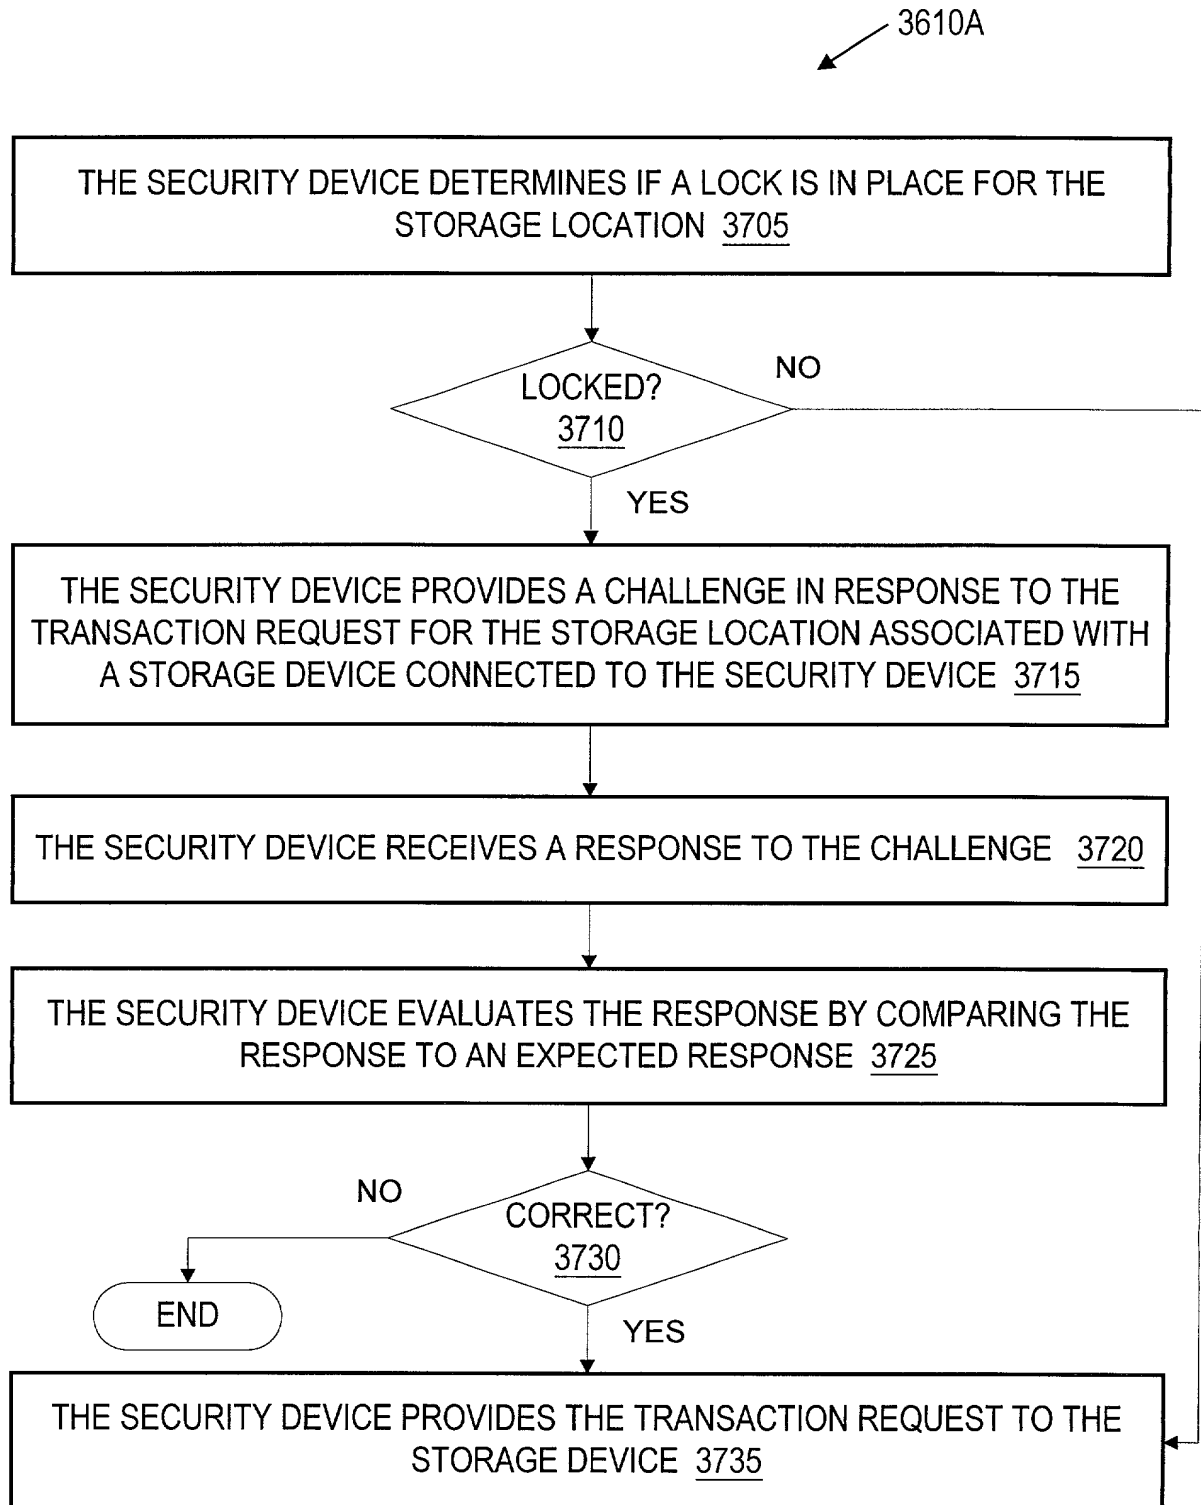 3610A
THE SECURITY DEVICE DETERMINES IF A LOCK IS IN PLACE FOR THE
STORAGE LOCATION 3705
LOCKED?
3710
NO
YES
THE SECURITY DEVICE PROVIDES A CHALLENGE IN RESPONSE TO THE
TRANSACTION REQUEST FOR THE STORAGE LOCATION ASSOCIATED WITH
A STORAGE DEVICE CONNECTED TO THE SECURITY DEVICE 3715
THE SECURITY DEVICE RECEIVES A RESPONSE TO THE CHALLENGE 3720
THE SECURITY DEVICE EVALUATES THE RESPONSE BY COMPARING THE
RESPONSE TO AN EXPECTED RESPONSE 3725
NO
CORRECT?
3730
END
YES
THE SECURITY DEVICE PROVIDES THE TRANSACTION REQUEST TO THE
STORAGE DEVICE 3735